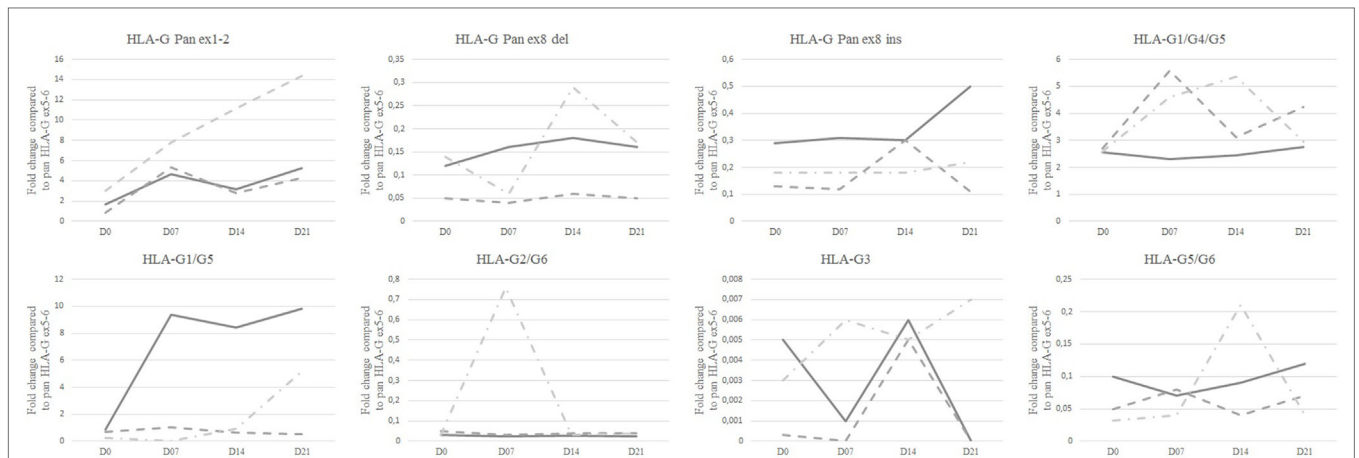 HLA-G Pan ex1-2
Fold change compared
to pan HLA-G ex5-6
16
14
12
10
8
6
4
2
0
D0 D07 D14 D21
HLA-G Pan ex8 del
Fold change compared
to pan HLA-G ex5-6
0,35
0,3
0,25
0,2
0,15
0,1
0,05
0
D0 D07 D14 D21
HLA-G Pan ex8 ins
Fold change compared
to pan HLA-G ex5-6
0,6
0,5
0,4
0,3
0,2
0,1
0
D0 D07 D14 D21
HLA-G1/G4/G5
Fold change compared
to pan HLA-G ex5-6
6
5
4
3
2
1
0
D0 D07 D14 D21
HLA-G1/G5
Fold change compared
to pan HLA-G ex5-6
12
10
8
6
4
2
0
D0 D07 D14 D21
HLA-G2/G6
Fold change compared
to pan HLA-G ex5-6
0,8
0,7
0,6
0,5
0,4
0,3
0,2
0,1
0
D0 D07 D14 D21
HLA-G3
Fold change compared
to pan HLA-G ex5-6
0,008
0,007
0,006
0,005
0,004
0,003
0,002
0,001
0
D0 D07 D14 D21
HLA-G5/G6
Fold change compared
to pan HLA-G ex5-6
0,25
0,2
0,15
0,1
0,05
0
D0 D07 D14 D21